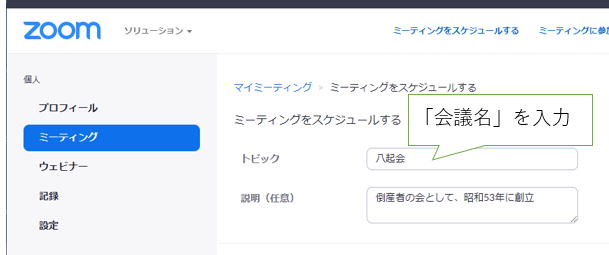 zoom ソリューション ミーティングをスケジュールする ミーティングに参加
個人
プロフィール
ミーティング
ウェビナー
記録
設定
マイミーティング > ミーティングをスケジュールする
ミーティングをスケジュールする
「会議名」を入力
トピック 八起会
説明（任意） 倒産者の会として、昭和53年に創立